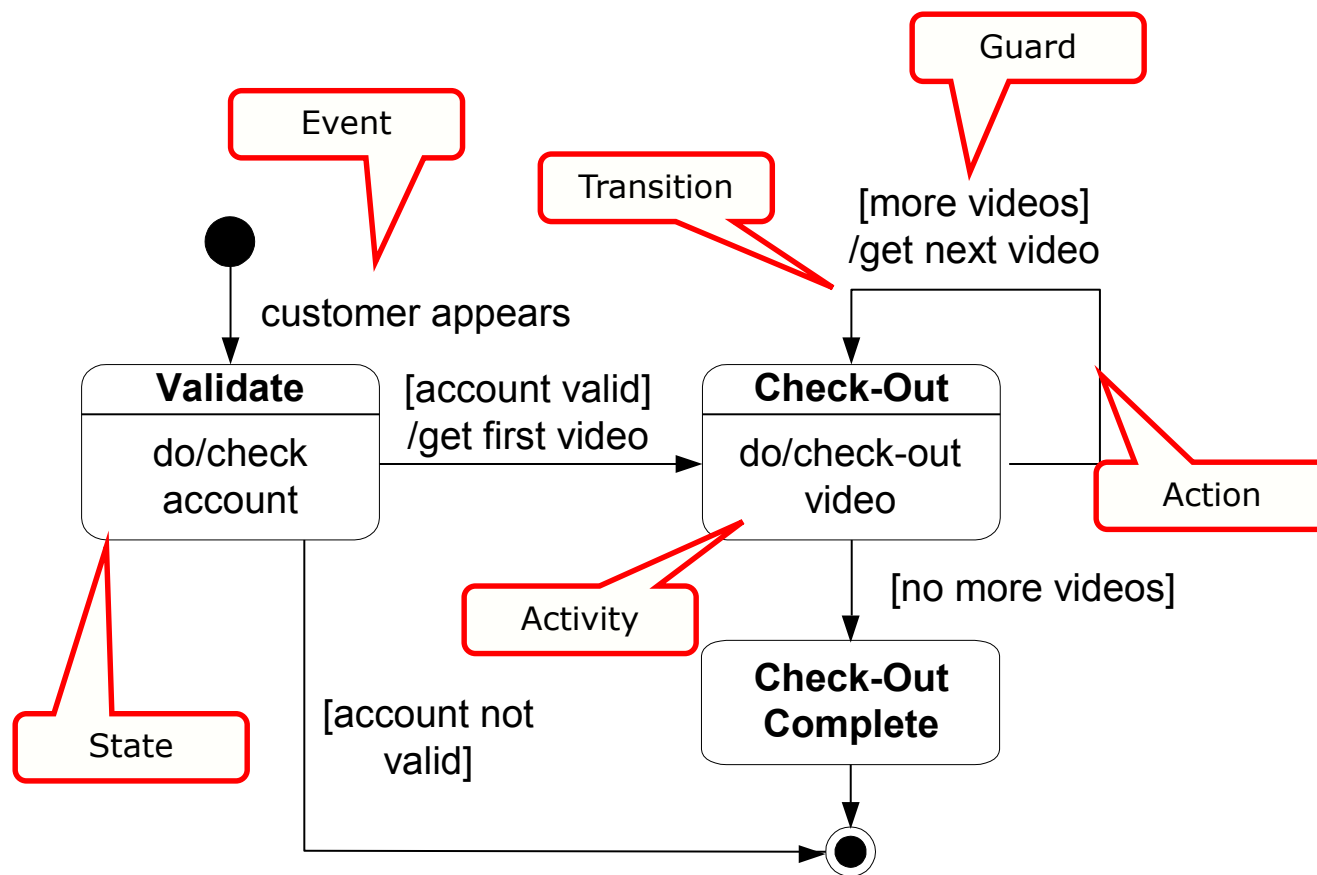 Guard
Event
Transition
[more videos]
/get next video
customer appears
Validate
do/check
account
[account valid]
/get first video
Check-Out
do/check-out
video
Action
Activity
[no more videos]
State
[account not
valid]
Check-Out
Complete